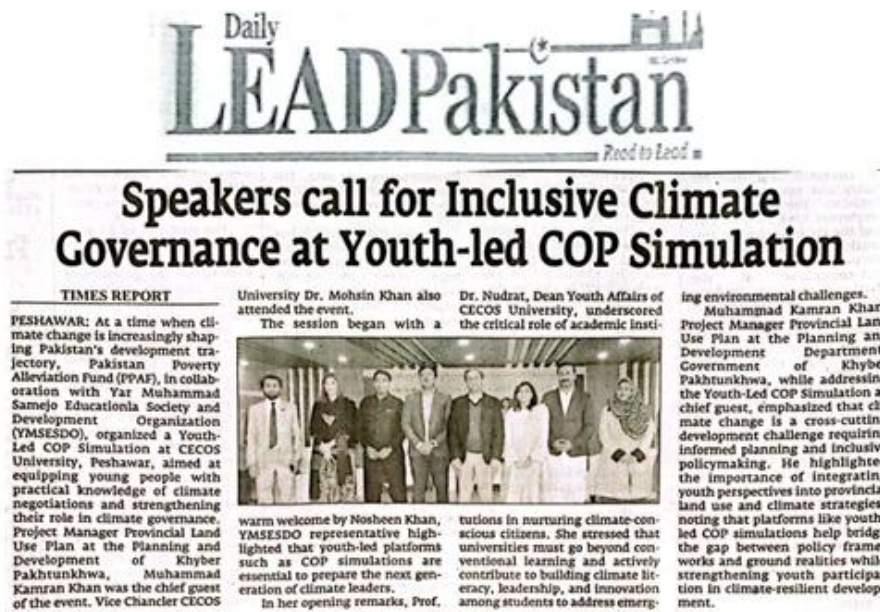 Daily
LEAD Pakistan
Read to Lead
Speakers call for Inclusive Climate
Governance at Youth-led COP Simulation
TIMES REPORT
PESHAWAR: At a time when cli-
mate change is increasingly shap-
ing Pakistan's development tra-
jectory, Pakistan Poverty
Alleviation Fund (PPAF), in collab-
oration with Yar Muhammad
Samejo Educationla Society and
Development Organization
(YMSESDO), organized a Youth-
Led COP Simulation at CECOS
University, Peshawar, aimed at
equipping young people with
practical knowledge of climate
negotiations and strengthening
their role in climate governance.
Project Manager Provincial Land
Use Plan at the Planning and
Development of Khyber
Pakhtunkhwa, Muhammad
Kamran Khan was the chief guest
of the event. Vice Chancler CECOS
University Dr. Mohsin Khan also
attended the event.
The session began with a
warm welcome by Nosheen Khan,
YMSESDO representative high-
lighted that youth-led platforms
such as COP simulations are
essential to prepare the next gen-
eration of climate leaders.
In her opening remarks, Prof.
Dr. Nudrat, Dean Youth Affairs of
CECOS University, underscored
the critical role of academic insti-
tutions in nurturing climate-con-
scious citizens. She stressed that
universities must go beyond con-
ventional learning and actively
contribute to building climate lit-
eracy, leadership, and innovation
among students to address emerg-
ing environmental challenges.
Muhammad Kamran Khan
Project Manager Provincial Lan
Use Plan at the Planning and
Development Department
Government of Khybe
Pakhtunkhwa, while addressin
the Youth-Led COP Simulation a
chief guest, emphasized that cli
mate change is a cross-cuttin
development challenge requirin
informed planning and inclusiv
policymaking. He highlighte
the importance of integratin
youth perspectives into provincia
land use and climate strategies
noting that platforms like youth
led COP simulations help bridg
the gap between policy frame
works and ground realities whil
strengthening youth participa
tion in climate-resilient develop
ment.